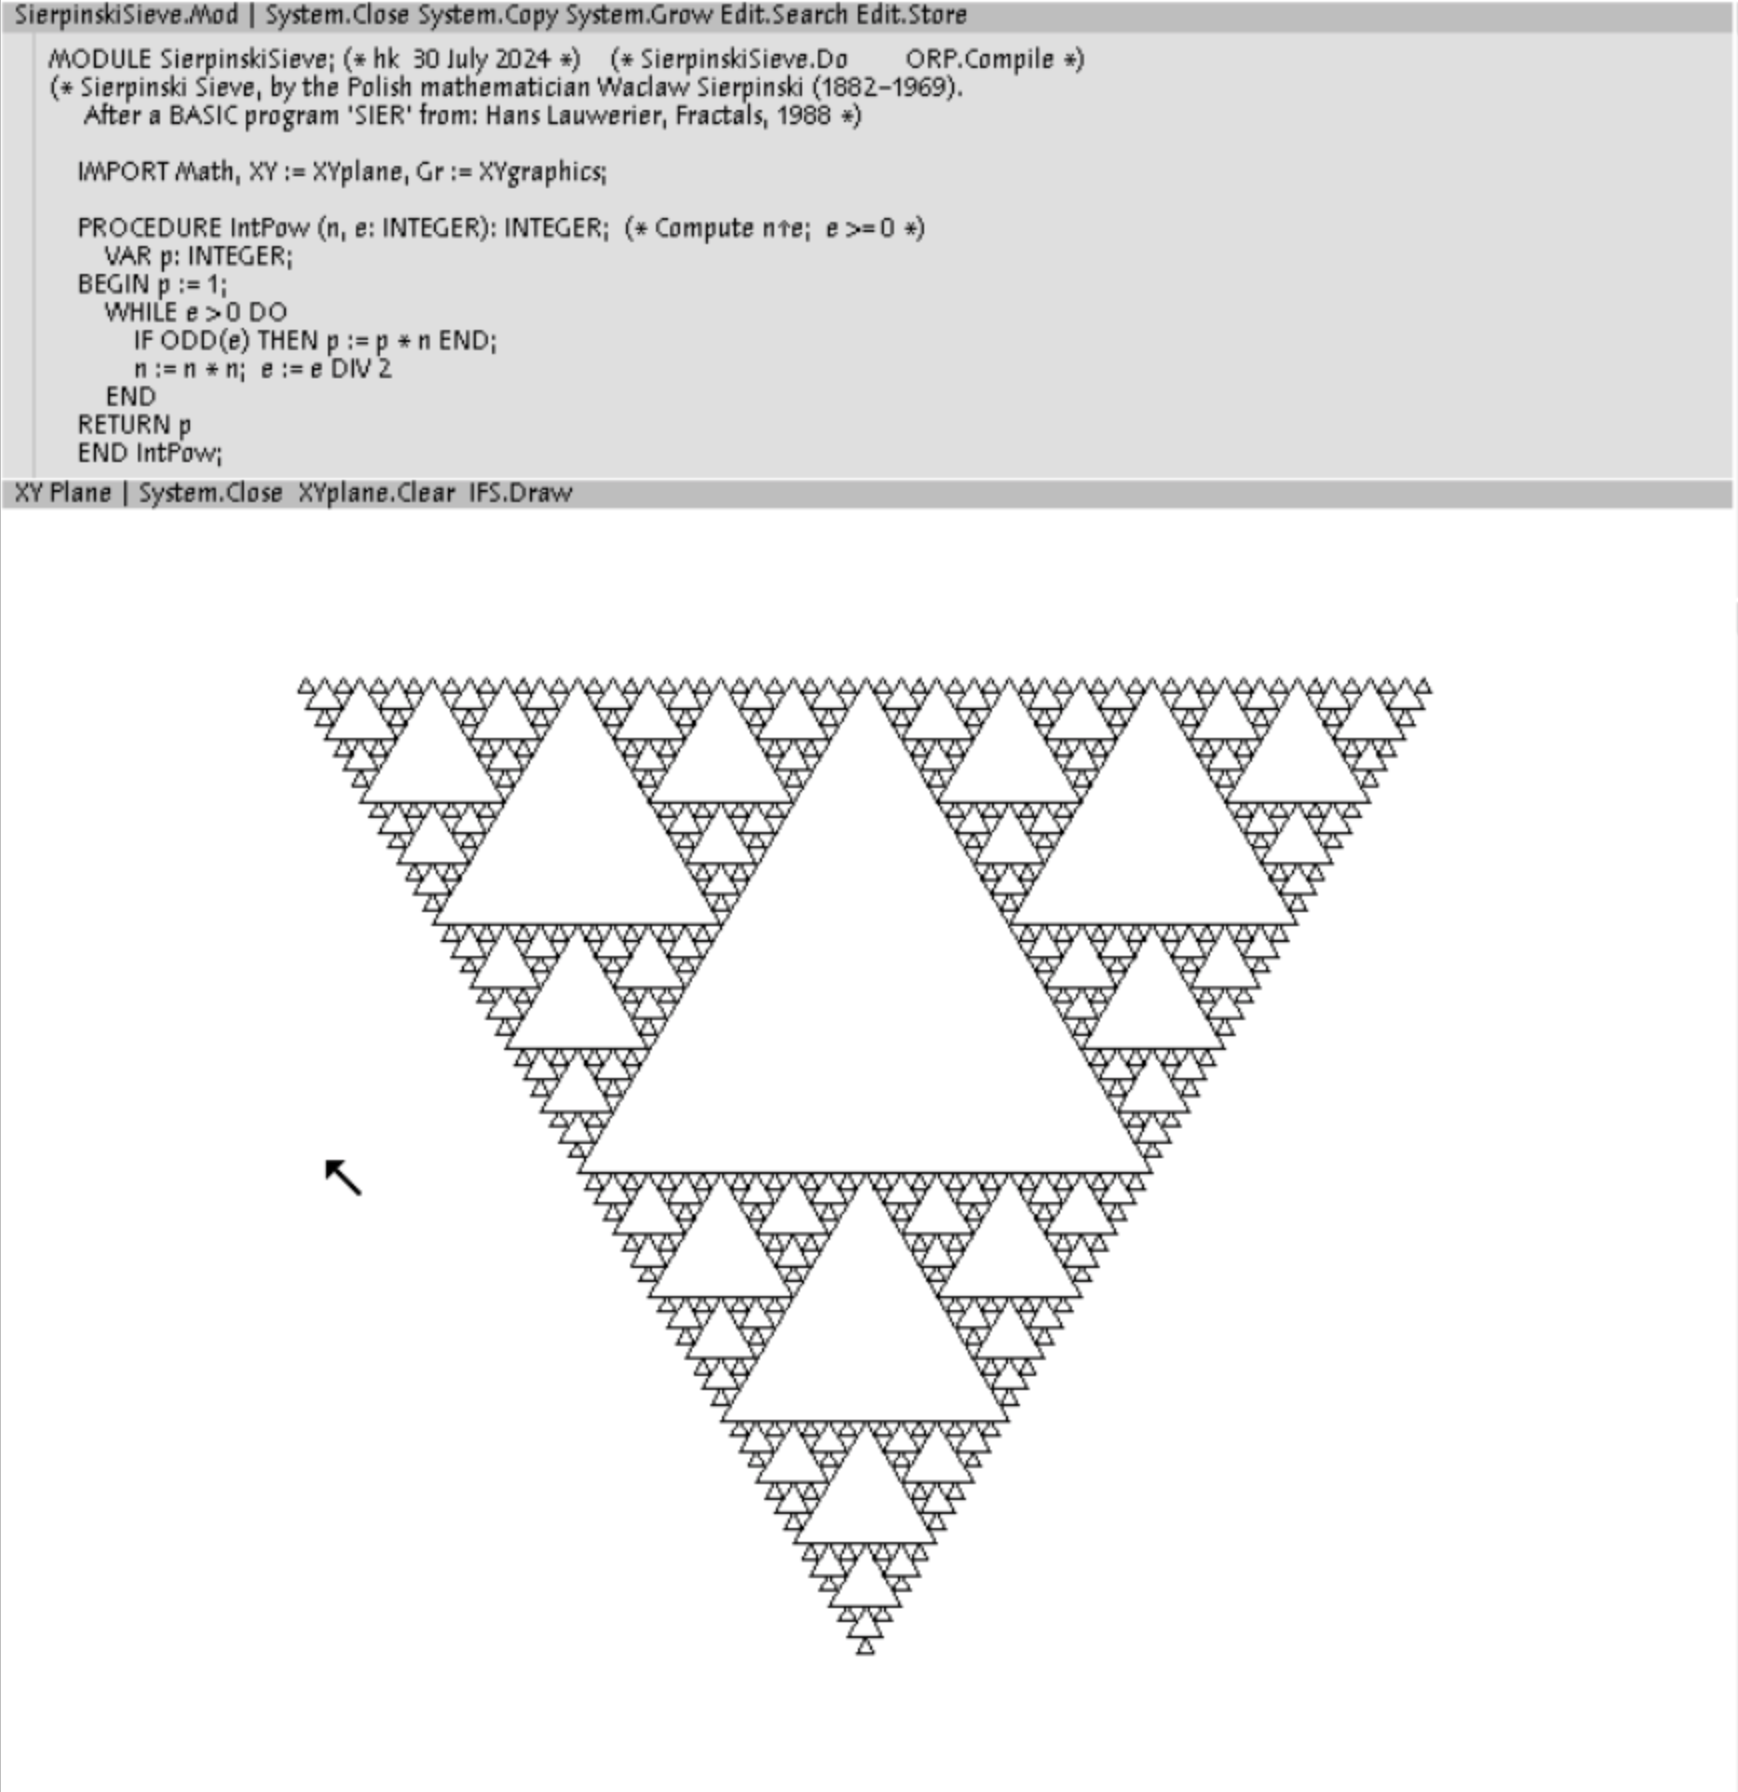 SierpinskiSieve.Mod | System.Close System.Copy System.Grow Edit.Search Edit.Store
MODULE SierpinskiSieve; (* hk 30 July 2024 *) (* SierpinskiSieve.Do ORP.Compile *)
(* Sierpinski Sieve, by the Polish mathematician Waclaw Sierpinski (1882–1969).
After a BASIC program 'SIER' from: Hans Lauwerier, Fractals, 1988 *)
IMPORT Math, XY := XYplane, Gr := XYgraphics;
PROCEDURE IntPow (n, e: INTEGER): INTEGER; (* Compute n↑e; e >= 0 *)
VAR p: INTEGER;
BEGIN p := 1;
WHILE e > 0 DO
IF ODD(e) THEN p := p * n END;
n := n * n; e := e DIV 2
END
RETURN p
END IntPow;
XY Plane | System.Close XYplane.Clear IFS.Draw